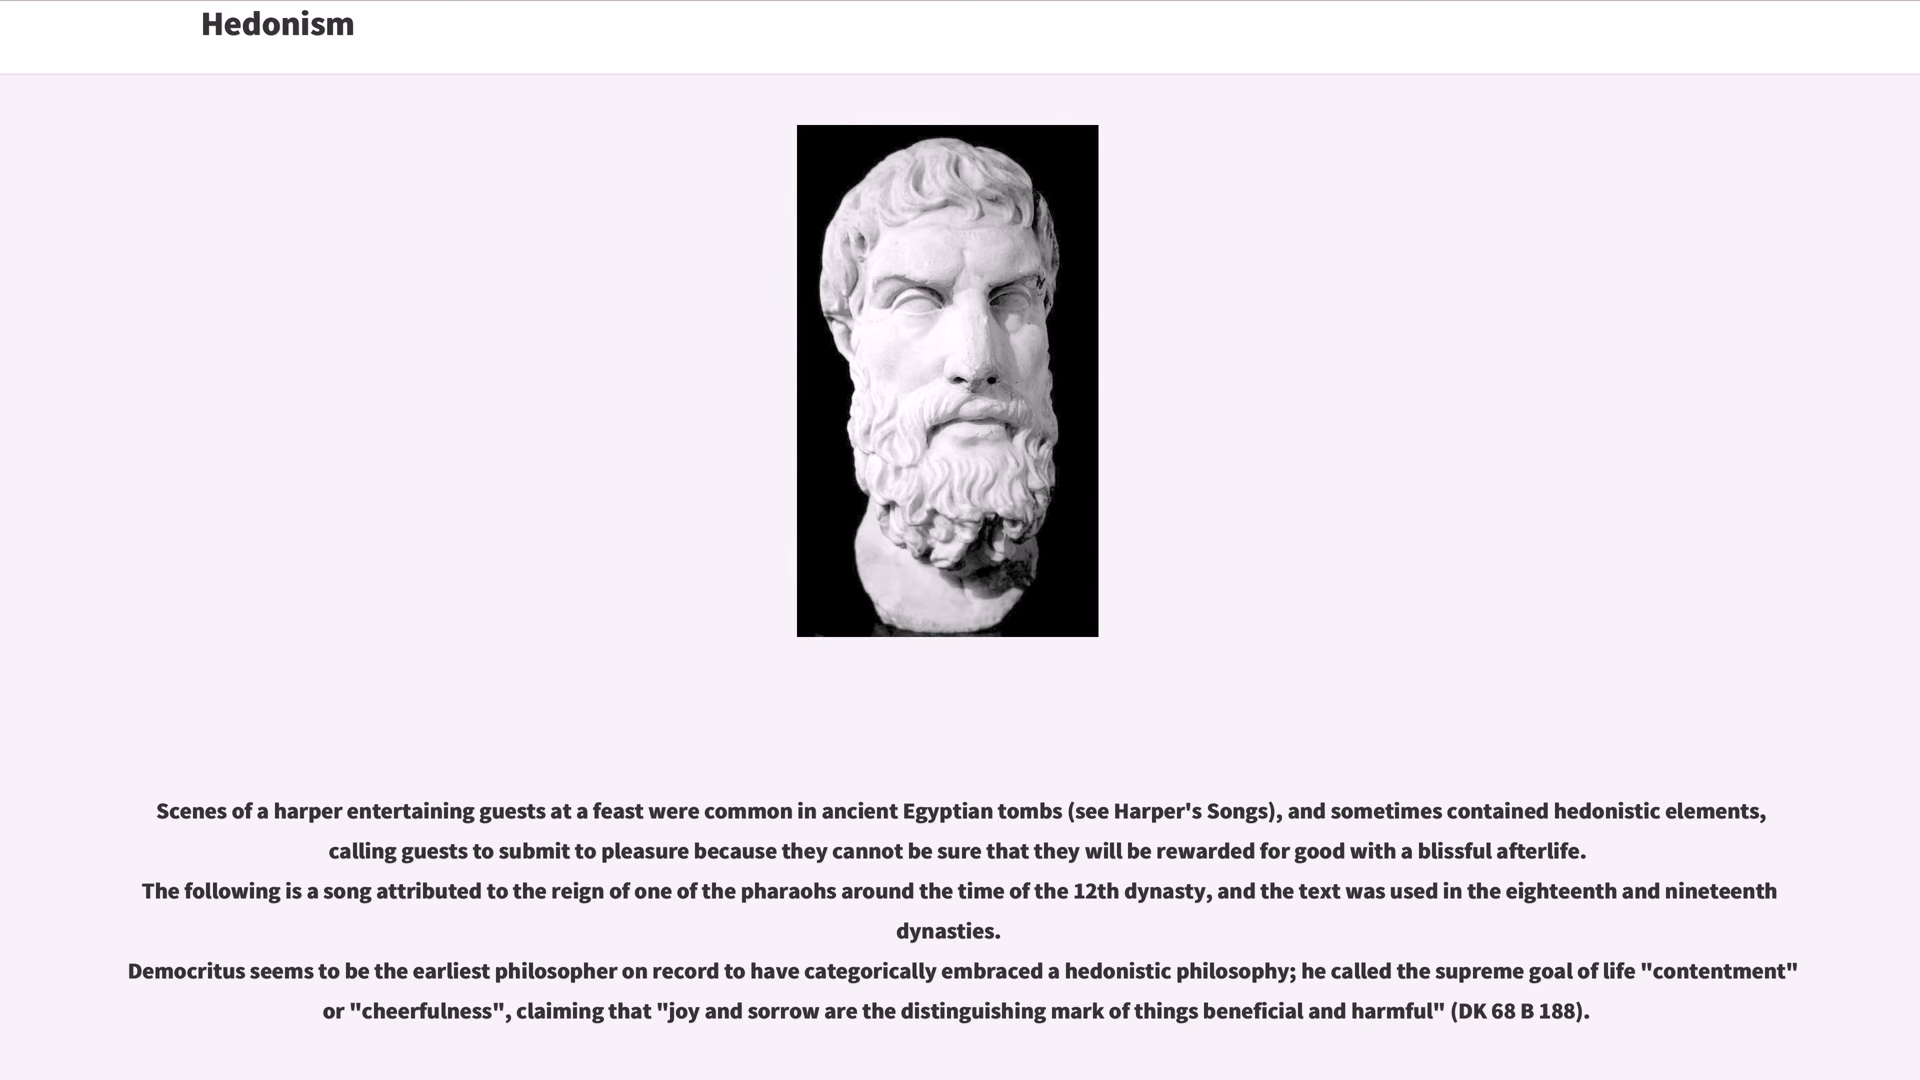 Hedonism
Scenes of a harper entertaining guests at a feast were common in ancient Egyptian tombs (see Harper's Songs), and sometimes contained hedonistic elements,
calling guests to submit to pleasure because they cannot be sure that they will be rewarded for good with a blissful afterlife.
The following is a song attributed to the reign of one of the pharaohs around the time of the 12th dynasty, and the text was used in the eighteenth and nineteenth
dynasties.
Democritus seems to be the earliest philosopher on record to have categorically embraced a hedonistic philosophy; he called the supreme goal of life "contentment"
or "cheerfulness", claiming that "joy and sorrow are the distinguishing mark of things beneficial and harmful" (DK 68 B 188).